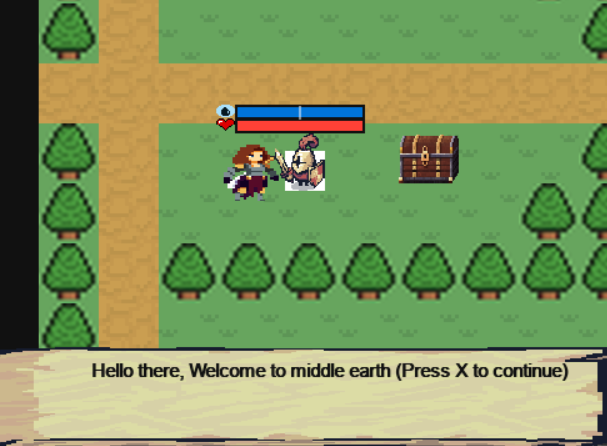 Hello there, Welcome to middle earth (Press X to continue)